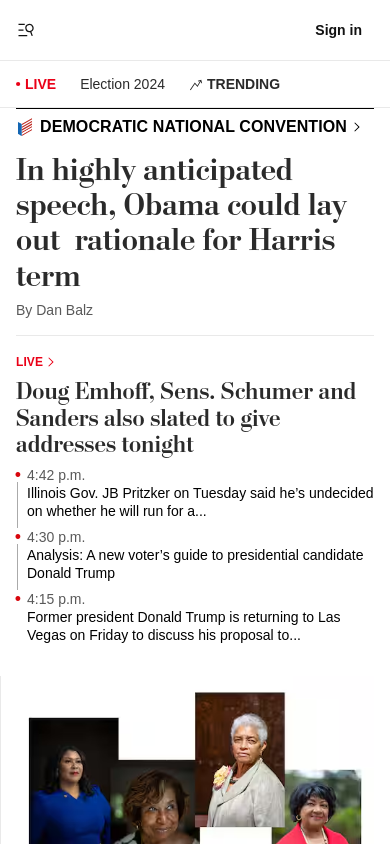 Sign in
LIVE
Election 2024
TRENDING
DEMOCRATIC NATIONAL CONVENTION
In highly anticipated
speech, Obama could lay
out  rationale for Harris
term
By Dan Balz
LIVE
Doug Emhoff, Sens. Schumer and
Sanders also slated to give
addresses tonight
4:42 p.m.
Illinois Gov. JB Pritzker on Tuesday said he’s undecided
on whether he will run for a...
4:30 p.m.
Analysis: A new voter’s guide to presidential candidate
Donald Trump
4:15 p.m.
Former president Donald Trump is returning to Las
Vegas on Friday to discuss his proposal to...